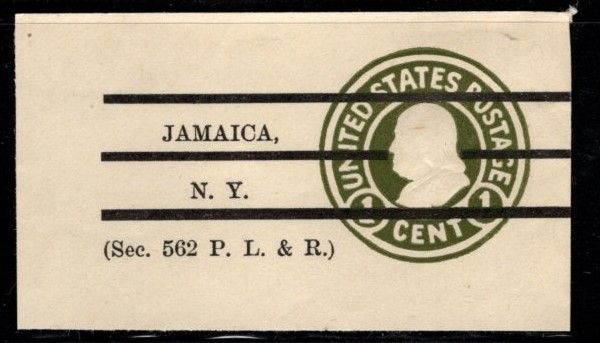 JAMAICA,
N. Y.
(Sec. 562 P. L. & R.)
UNITED STATES POSTAGE
1 CENT 1